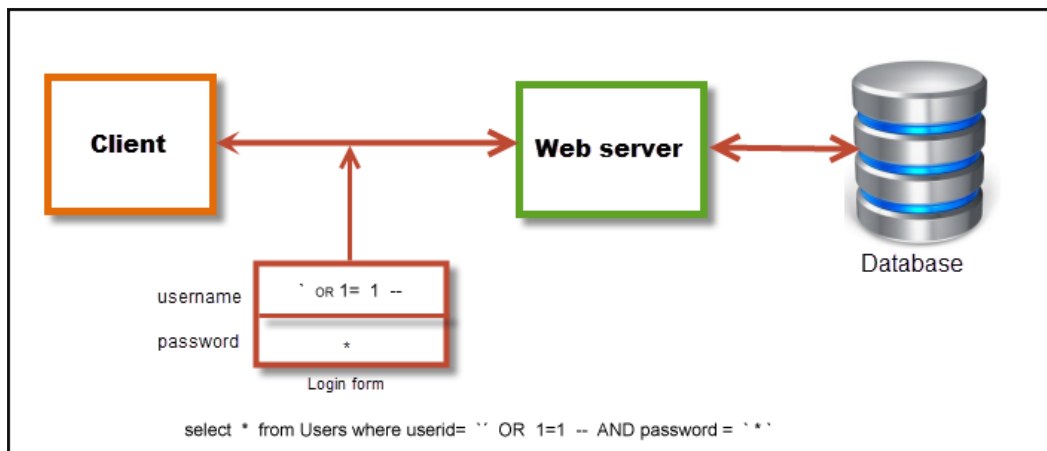 Client
Web server
Database
username ` OR 1= 1 --
password *
Login form
select * from Users where userid= `´ OR 1=1 -- AND password = ` * `